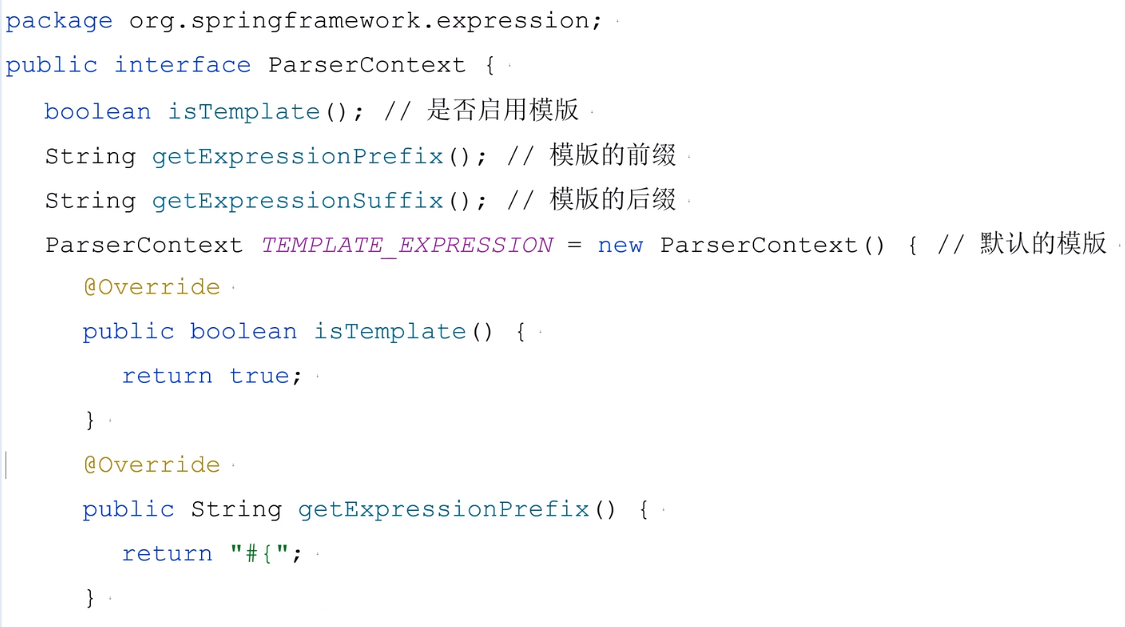 package org.springframework.expression;
public interface ParserContext {
boolean isTemplate(); // 是否启用模版
String getExpressionPrefix(); // 模版的前缀
String getExpressionSuffix(); // 模版的后缀
ParserContext TEMPLATE_EXPRESSION = new ParserContext() { // 默认的模版
@Override
public boolean isTemplate() {
return true;
}
@Override
public String getExpressionPrefix() {
return "#{";
}